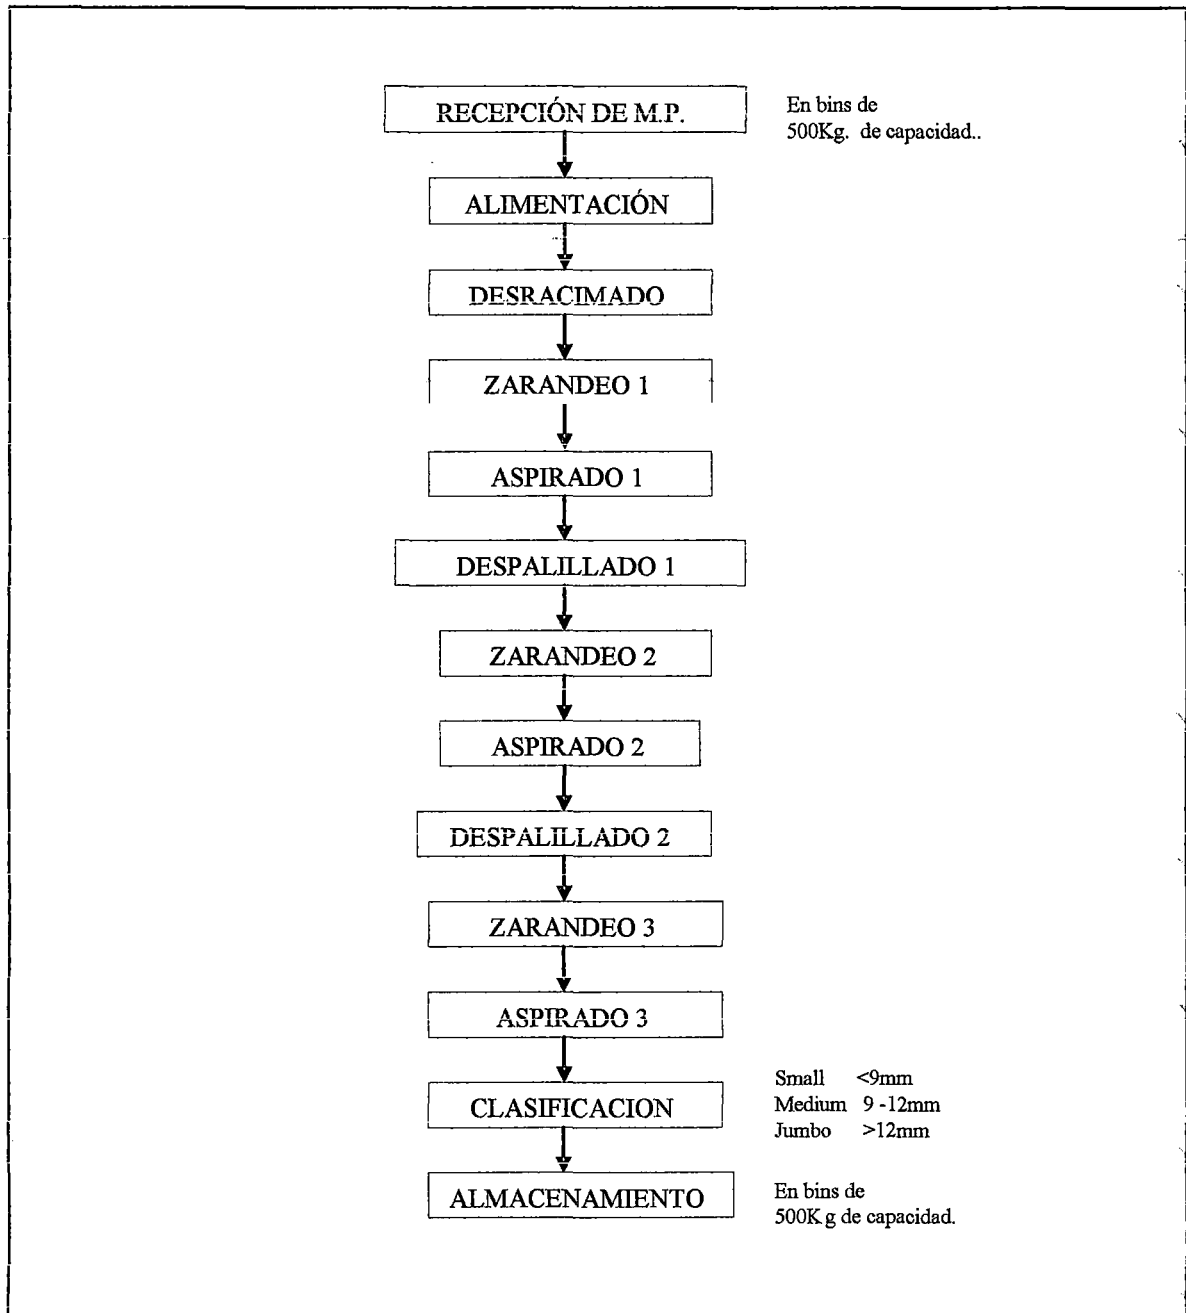 RECEPCIÓN DE M.P.
En bins de
500Kg. de capacidad..
ALIMENTACIÓN
DESRACIMADO
ZARANDEO 1
ASPIRADO 1
DESPALILLADO 1
ZARANDEO 2
ASPIRADO 2
DESPALILLADO 2
ZARANDEO 3
ASPIRADO 3
CLASIFICACION
Small <9mm
Medium 9 -12mm
Jumbo >12mm
ALMACENAMIENTO
En bins de
500Kg de capacidad.